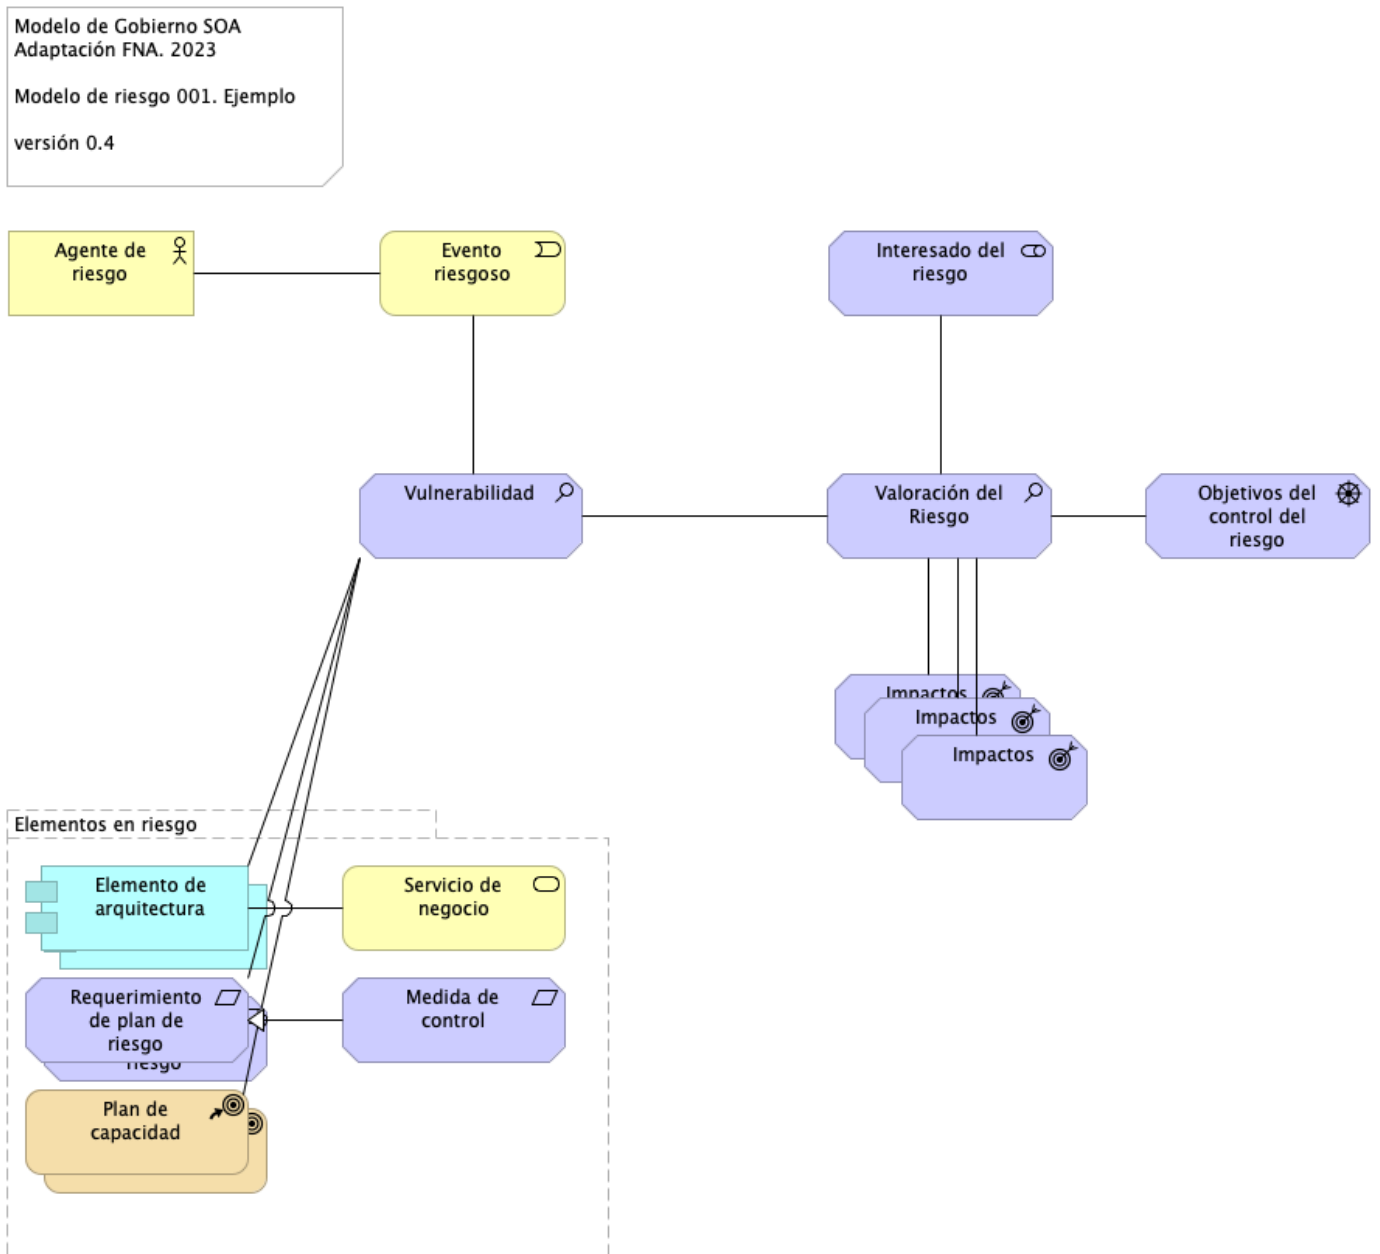 Modelo de Gobierno SOA
Adaptación FNA. 2023
Modelo de riesgo 001. Ejemplo
versión 0.4
Agente de
riesgo
Evento
riesgoso
Interesado del
riesgo
Vulnerabilidad
Valoración del
Riesgo
Objetivos del
control del
riesgo
Impactos
Impactos
Impactos
Elementos en riesgo
Elemento de
arquitectura
Servicio de
negocio
Requerimiento
de plan de
riesgo
riesgo
Medida de
control
Plan de
capacidad